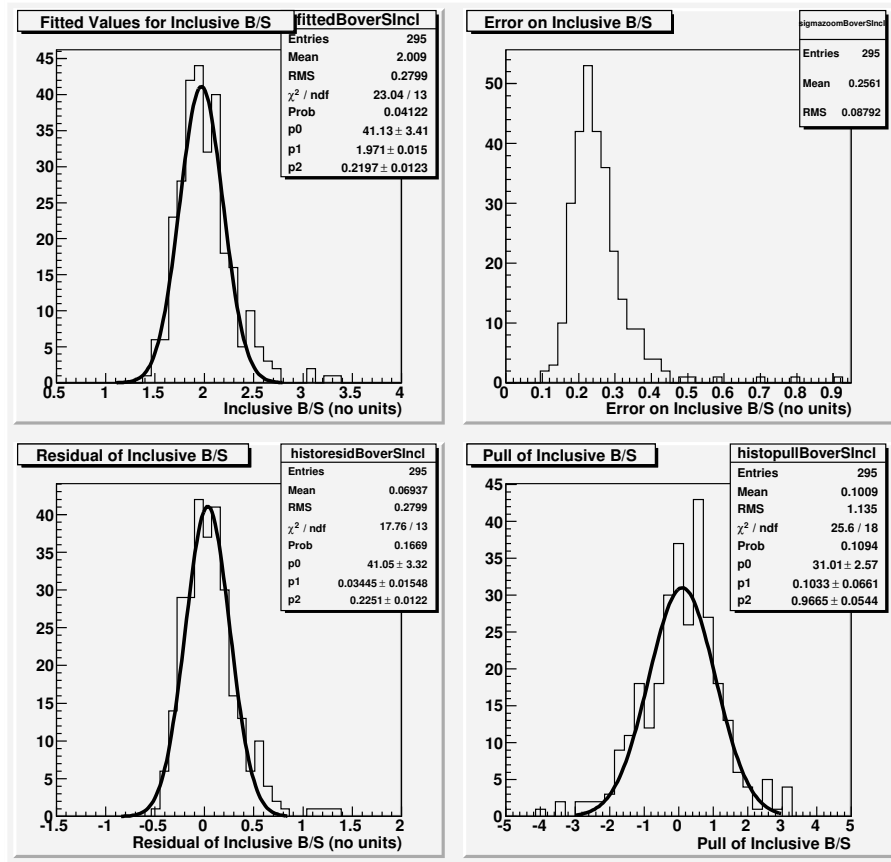 Fitted Values for Inclusive B/S
fittedBoverSIncl
Entries 295
Mean 2.009
RMS 0.2799
χ² / ndf 23.04 / 13
Prob 0.04122
p0 41.13 ± 3.41
p1 1.971 ± 0.015
p2 0.2197 ± 0.0123
45
40
35
30
25
20
15
10
5
0
0.5 1 1.5 2 2.5 3 3.5 4
Inclusive B/S (no units)
Error on Inclusive B/S
sigmazoomBoverSIncl
Entries 295
Mean 0.2561
RMS 0.08792
50
40
30
20
10
0
0 0.1 0.2 0.3 0.4 0.5 0.6 0.7 0.8 0.9
Error on Inclusive B/S (no units)
Residual of Inclusive B/S
historesidBoverSIncl
Entries 295
Mean 0.06937
RMS 0.2799
χ² / ndf 17.76 / 13
Prob 0.1669
p0 41.05 ± 3.32
p1 0.03445 ± 0.01548
p2 0.2251 ± 0.0122
40
35
30
25
20
15
10
5
0
-1.5 -1 -0.5 0 0.5 1 1.5 2
Residual of Inclusive B/S (no units)
Pull of Inclusive B/S
histopullBoverSIncl
Entries 295
Mean 0.1009
RMS 1.135
χ² / ndf 25.6 / 18
Prob 0.1094
p0 31.01 ± 2.57
p1 0.1033 ± 0.0661
p2 0.9665 ± 0.0544
45
40
35
30
25
20
15
10
5
0
-5 -4 -3 -2 -1 0 1 2 3 4 5
Pull of Inclusive B/S